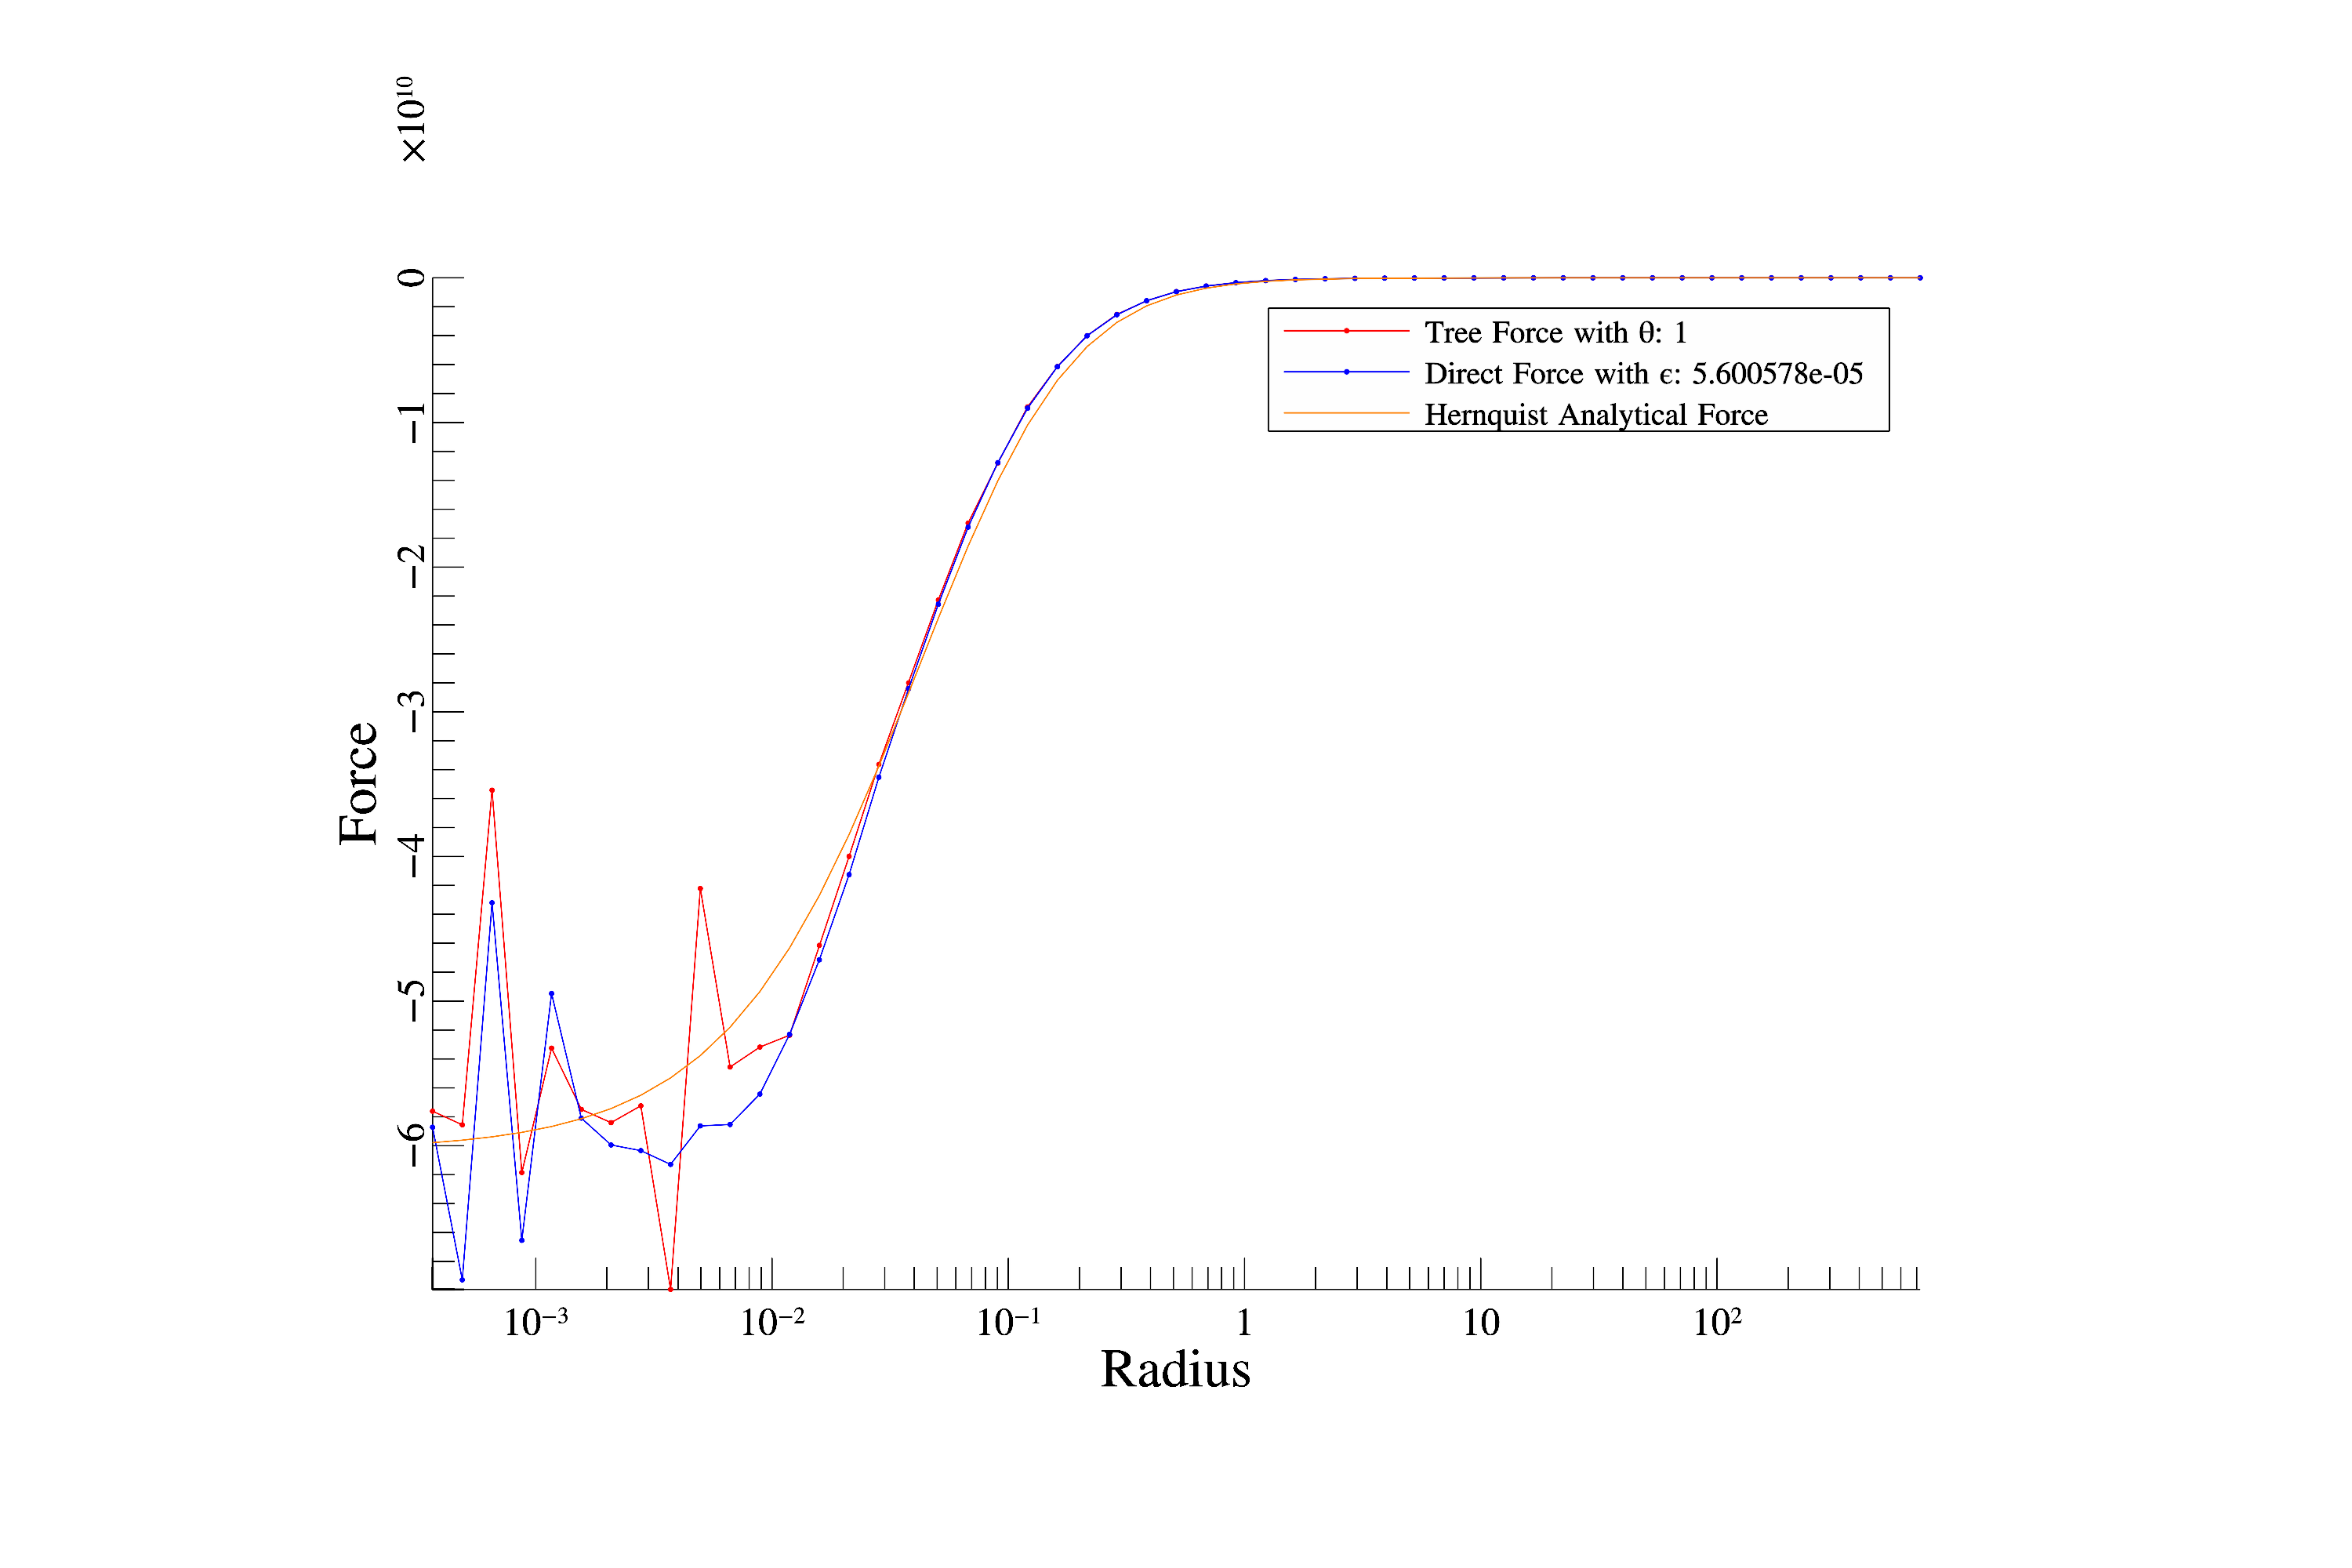 ×10¹⁰
0
−1
−2
−3
−4
−5
−6
Force
Tree Force with θ: 1
Direct Force with ϵ: 5.600578e-05
Hernquist Analytical Force
10⁻³ 10⁻² 10⁻¹ 1 10 10²
Radius